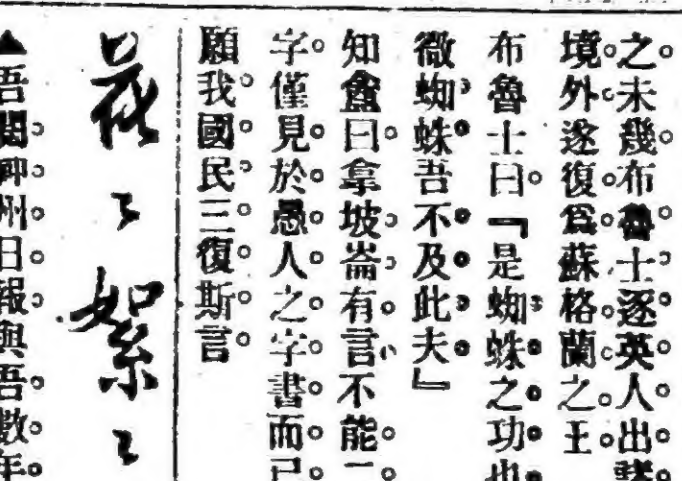 之未幾布魯士逐英人出諸
境外遂復爲蘇格蘭之王
布魯士曰『是蜘蛛之功也
微蜘蛛吾不及此夫』
知盦曰拿坡崙有言不能一
字僅見於愚人之字書而已
願我國民三復斯言
絮
▲吾聞神州日報與吾數年